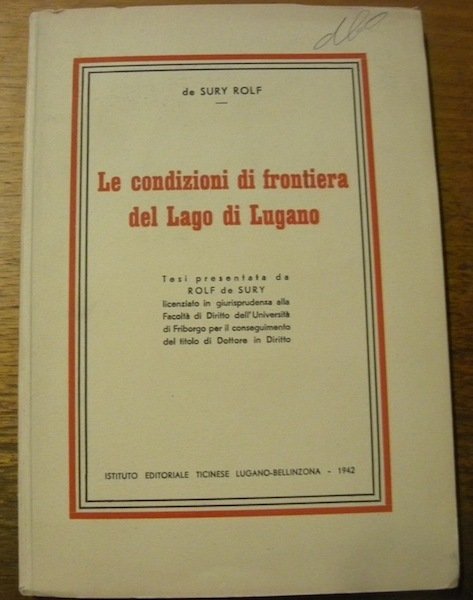 de SURY ROLF
Le condizioni di frontiera
del Lago di Lugano
Tesi presentata da
ROLF de SURY
licenziato in giurisprudenza alla
Facoltà di Diritto dell'Università
di Friborgo per il conseguimento
del titolo di Dottore in Diritto
ISTITUTO EDITORIALE TICINESE LUGANO-BELLINZONA - 1942